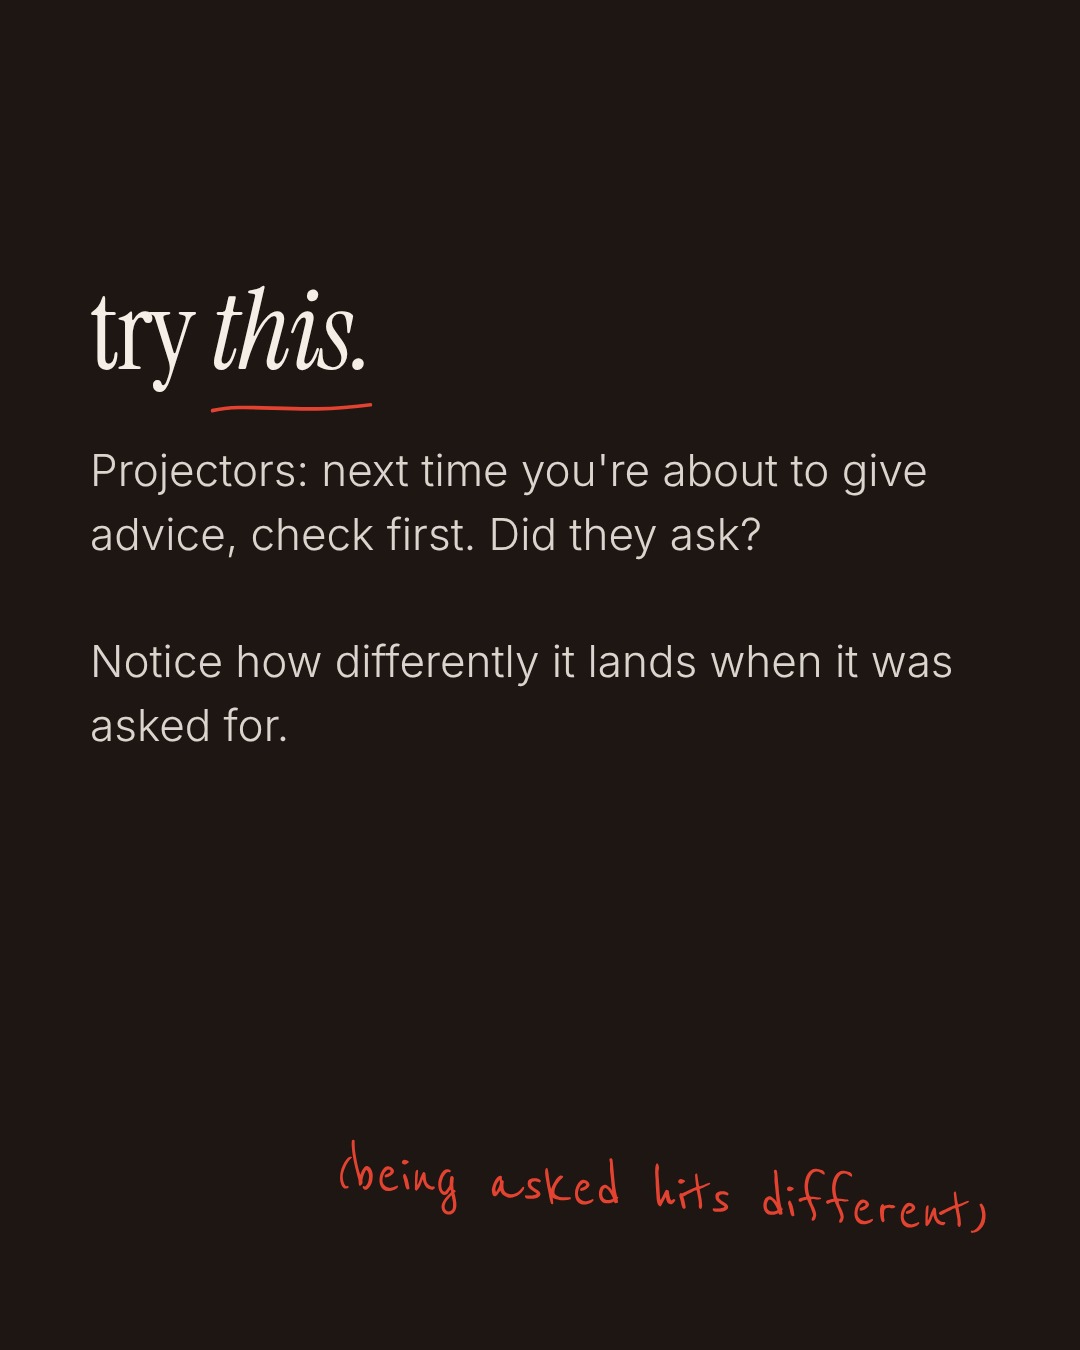 try this.
Projectors: next time you're about to give
advice, check first. Did they ask?
Notice how differently it lands when it was
asked for.
(being asked hits different)